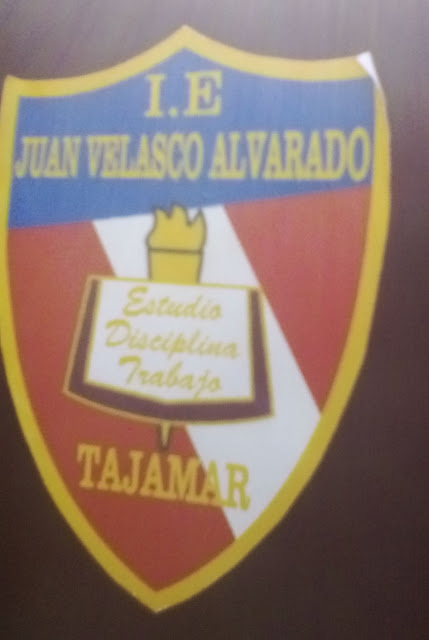 I.E
JUAN VELASCO ALVARADO
Estudio
Disciplina
Trabajo
TAJAMAR